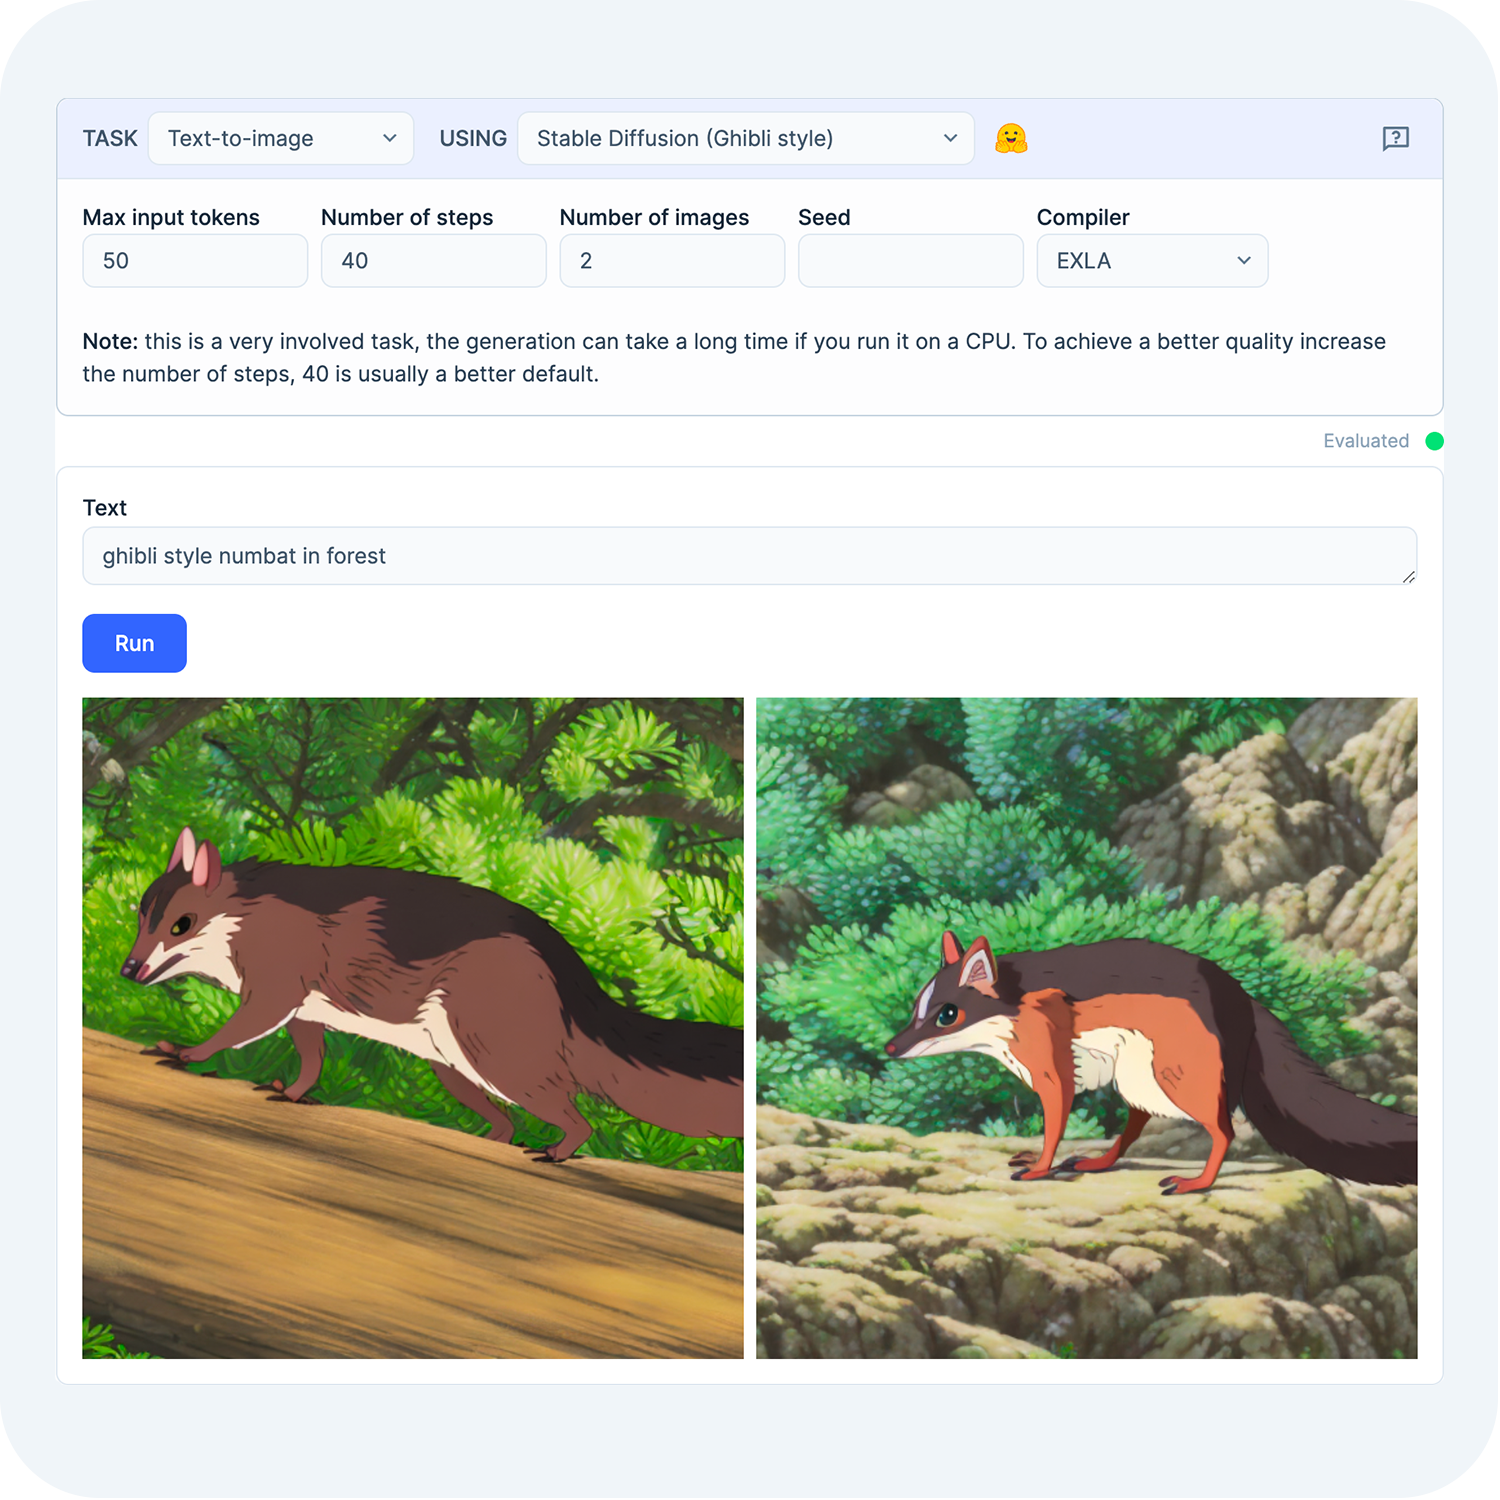 TASK Text-to-image USING Stable Diffusion (Ghibli style)
Max input tokens Number of steps Number of images Seed Compiler
50 40 2 EXLA
Note: this is a very involved task, the generation can take a long time if you run it on a CPU. To achieve a better quality increase
the number of steps, 40 is usually a better default.
Evaluated
Text
ghibli style numbat in forest
Run